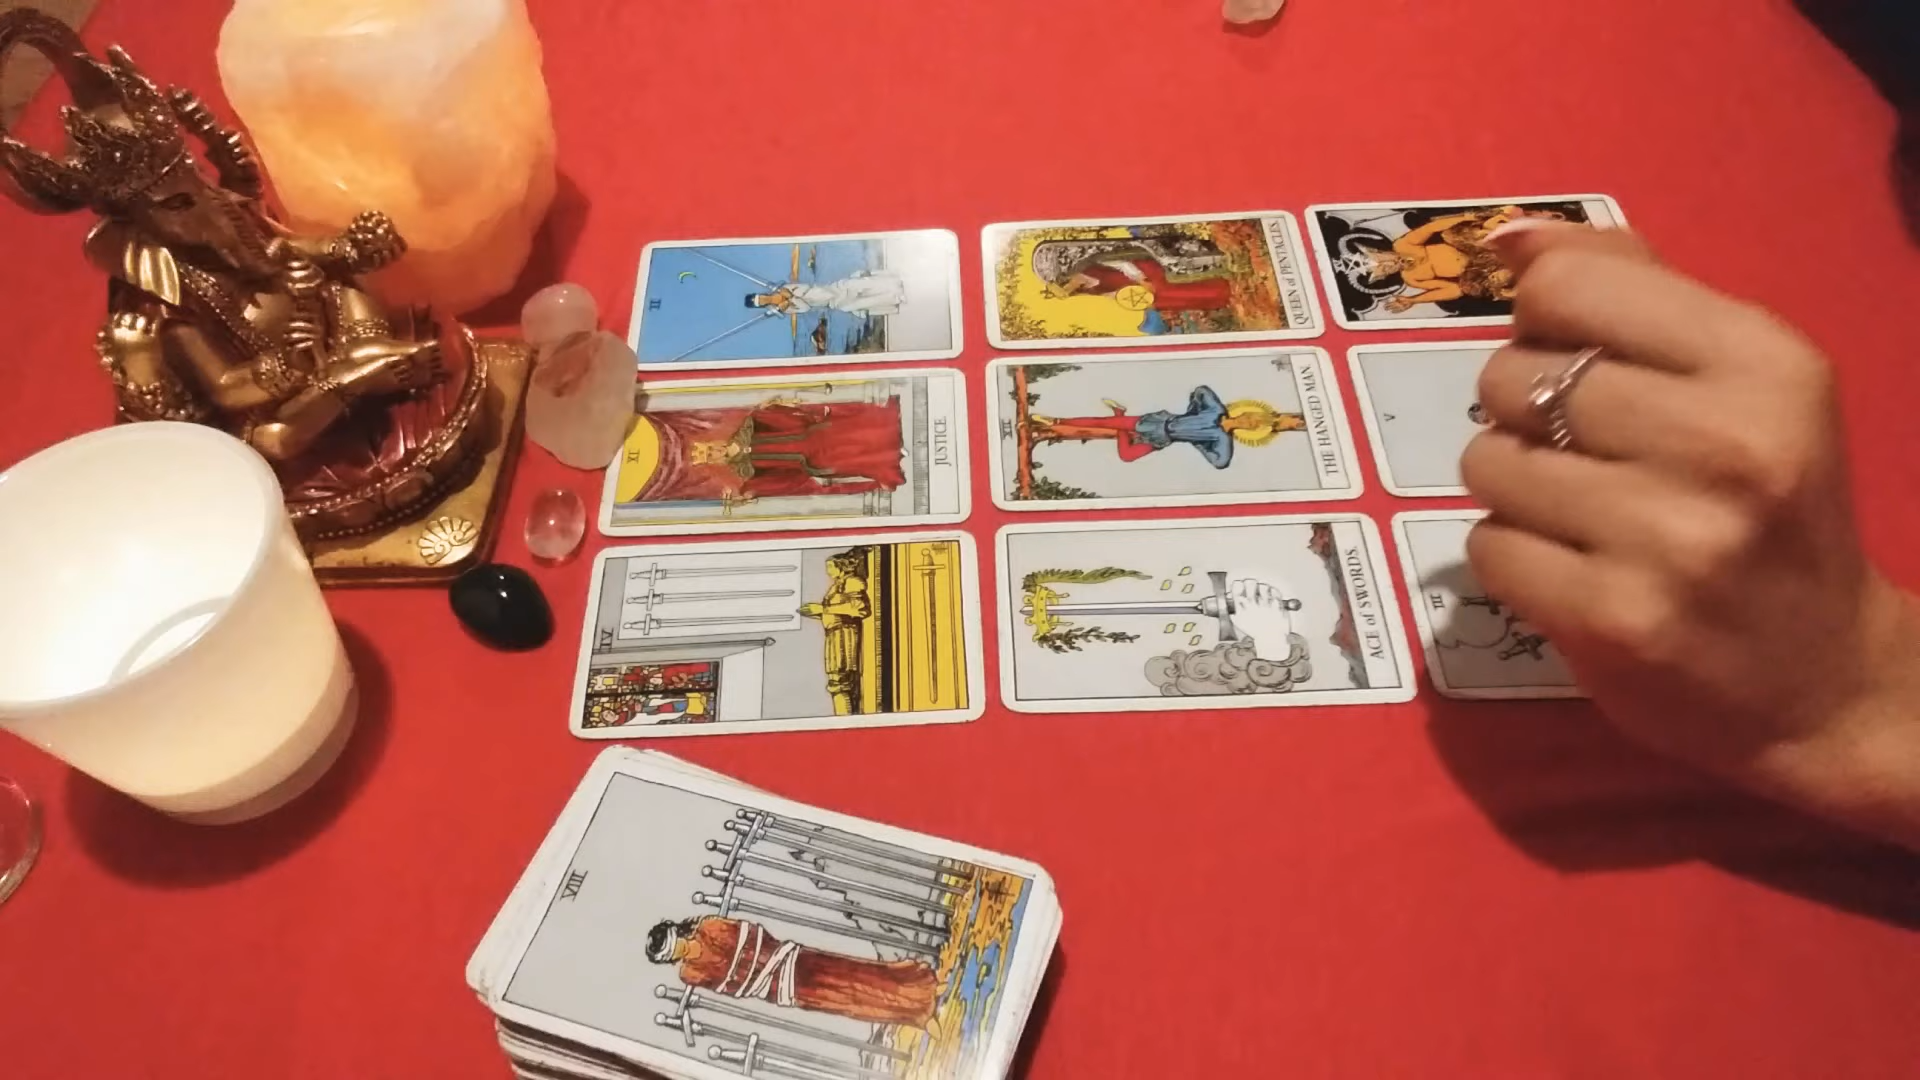 II
QUEEN of PENTACLES.
XI
JUSTICE
XII
THE HANGED MAN.
V
IV
ACE of SWORDS.
III
VIII